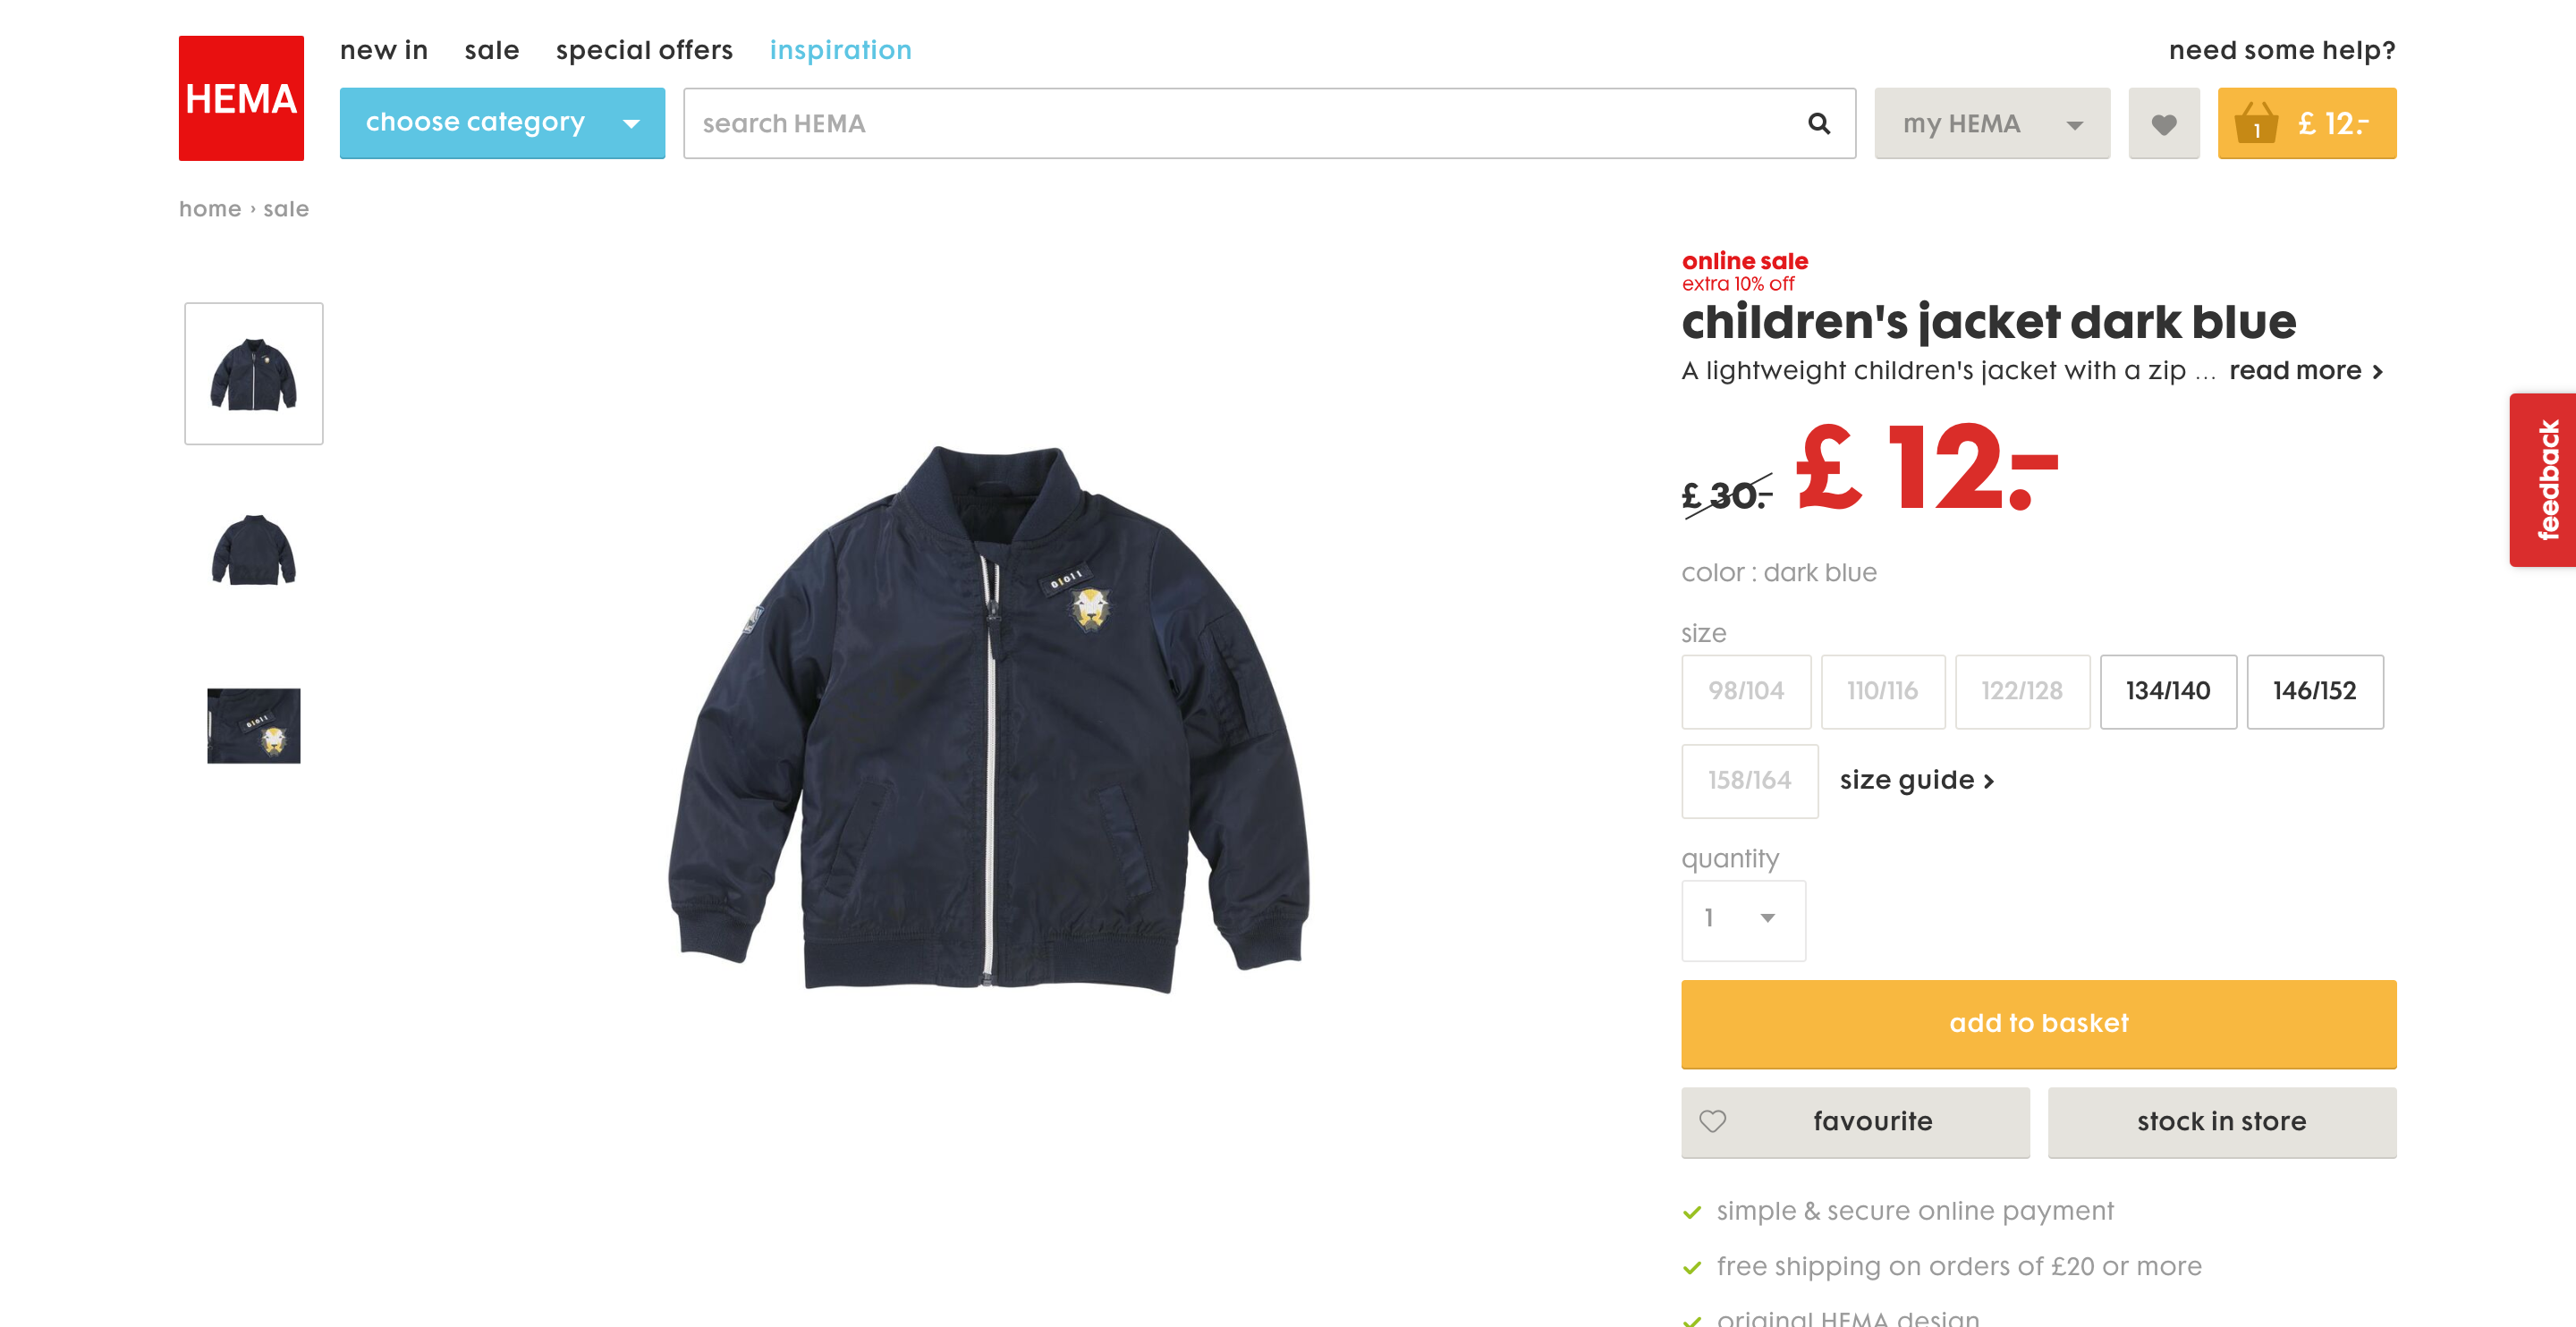 new in sale special offers inspiration need some help?
HEMA choose category search HEMA my HEMA 1 £ 12.-
home › sale
online sale
extra 10% off
children's jacket dark blue
A lightweight children's jacket with a zip ... read more ›
£ 30.- £ 12.-
feedback
color : dark blue
size
98/104 110/116 122/128 134/140 146/152
158/164 size guide ›
quantity
1
add to basket
favourite stock in store
simple & secure online payment
free shipping on orders of £20 or more
original HEMA design